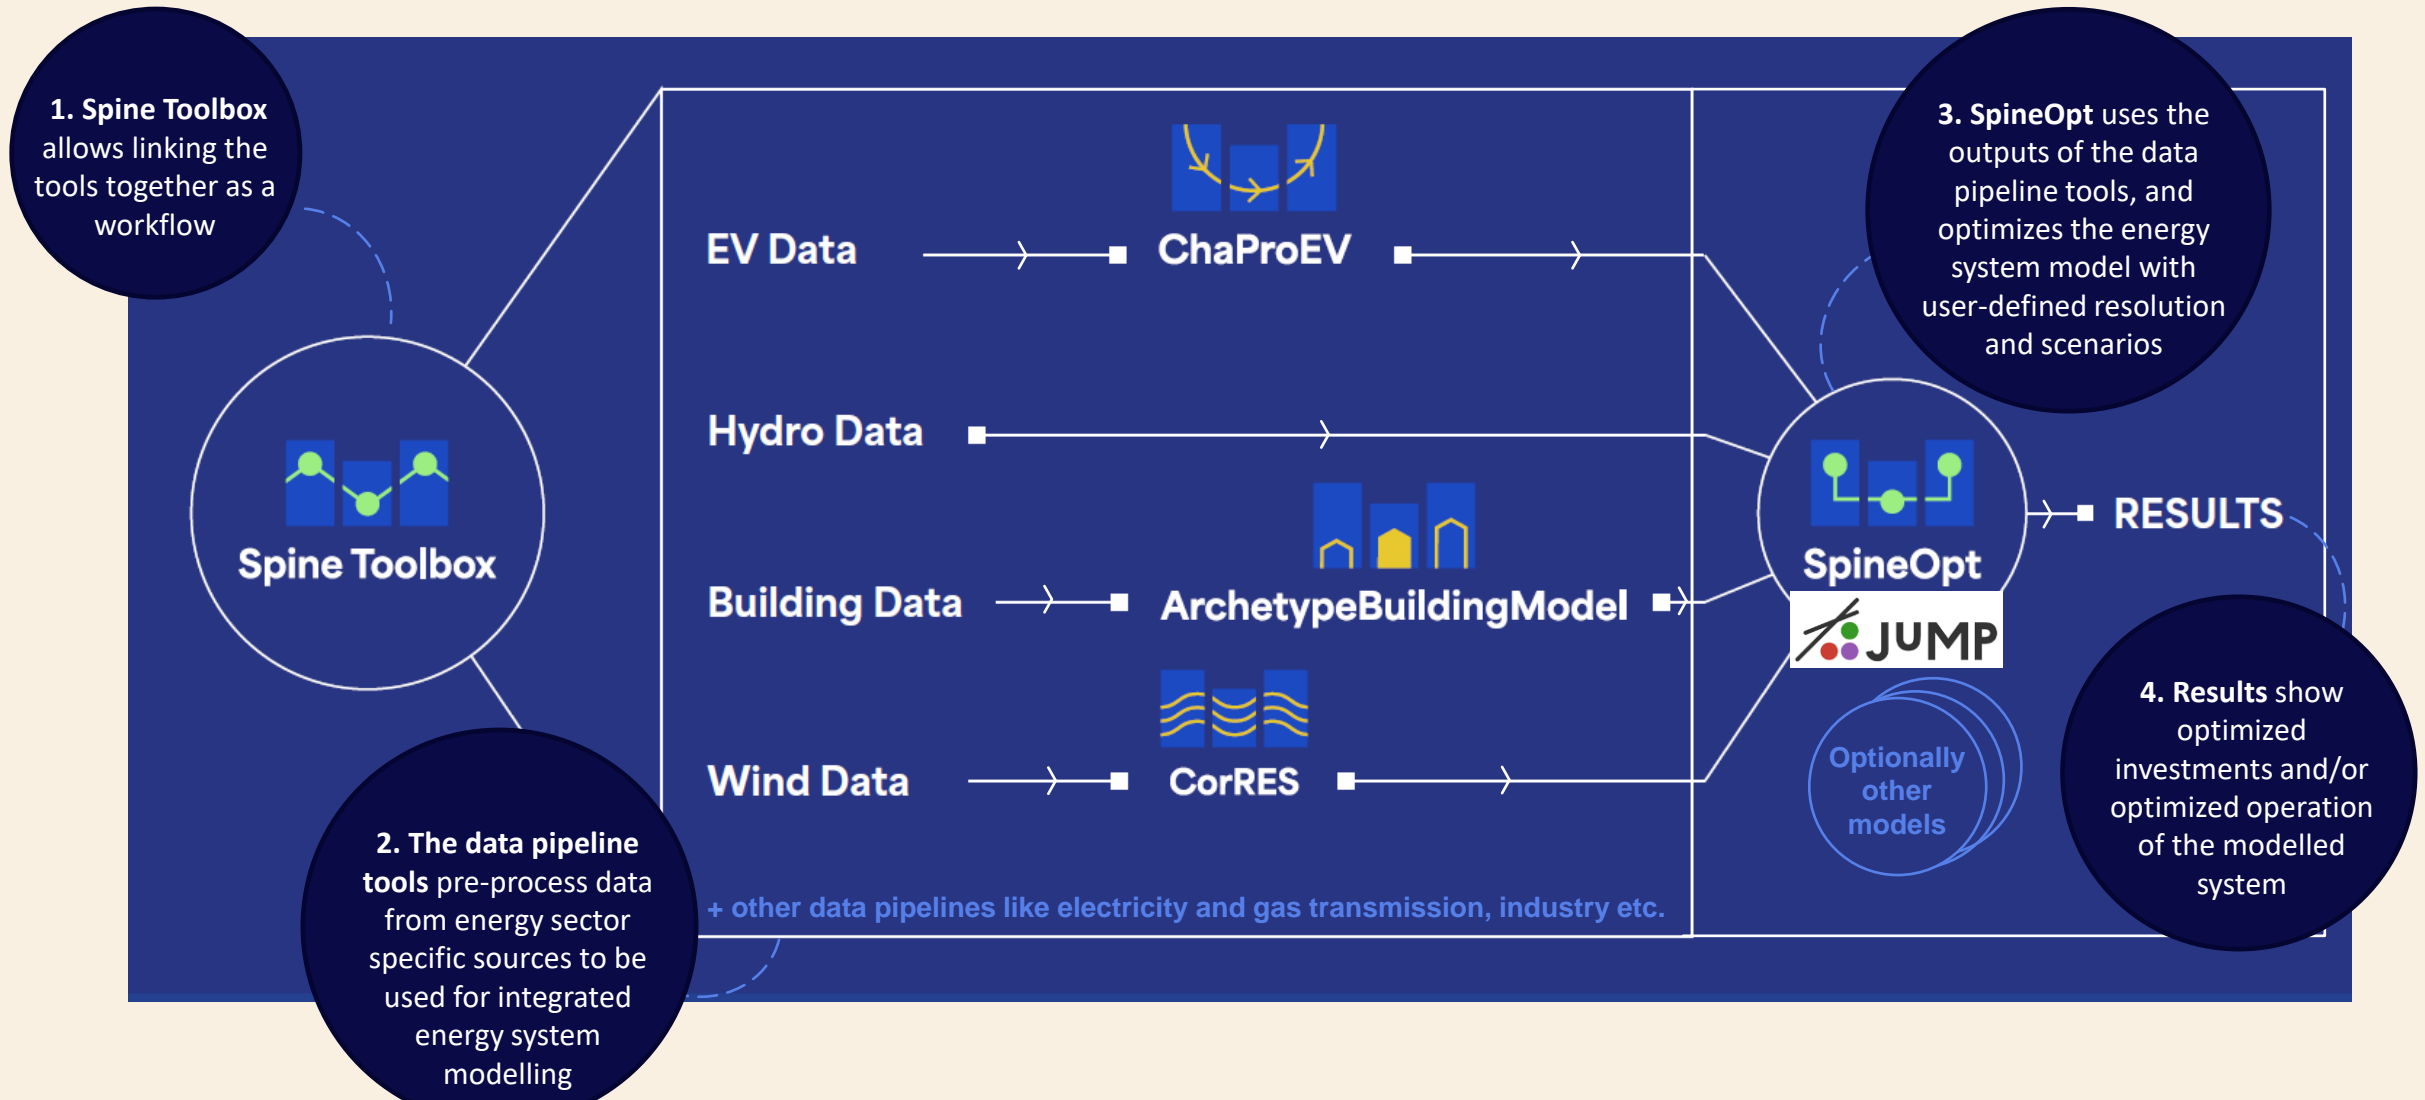 1. Spine Toolbox
allows linking the
tools together as a
workflow
Spine Toolbox
2. The data pipeline
tools pre-process data
from energy sector
specific sources to be
used for integrated
energy system
modelling
EV Data
ChaProEV
Hydro Data
Building Data
ArchetypeBuildingModel
Wind Data
CorRES
+ other data pipelines like electricity and gas transmission, industry etc.
3. SpineOpt uses the
outputs of the data
pipeline tools, and
optimizes the energy
system model with
user-defined resolution
and scenarios
SpineOpt
JUMP
Optionally
other
models
RESULTS
4. Results show
optimized
investments and/or
optimized operation
of the modelled
system